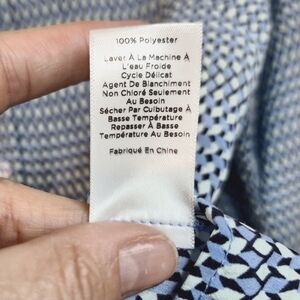 100% Polyester
Laver À La Machine À
L'eau Froide
Cycle Délicat
Agent De Blanchiment
Non Chloré Seulement
Au Besoin
Sécher Par Culbutage À
Basse Température
Repasser À Basse
Température Au Besoin
Fabriqué En Chine